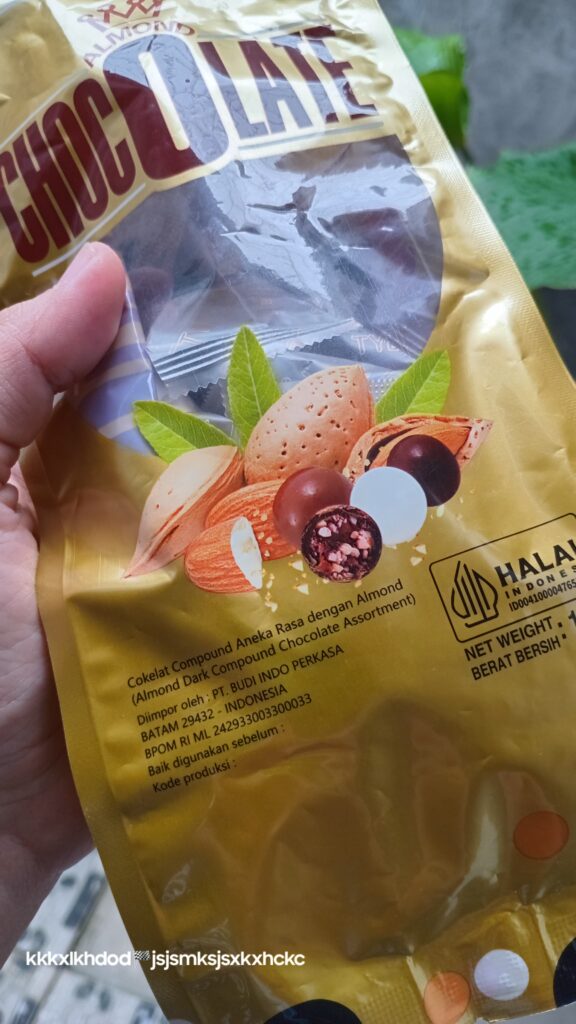 ALMOND
CHOCOLATE
Cokelat Compound Aneka Rasa dengan Almond
(Almond Dark Compound Chocolate Assortment)
Diimpor oleh : PT. BUDI INDO PERKASA
BATAM 29432 - INDONESIA
BPOM RI ML 242933003300033
Baik digunakan sebelum :
Kode produksi :
HALAL
INDONESIA
NET WEIGHT :
BERAT BERSIH :
kkkxlkhdod🏁jsjsmksjsxkxhckc